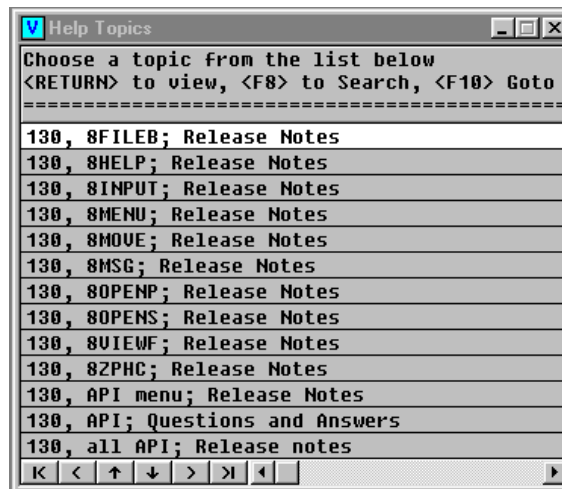 V Help Topics
Choose a topic from the list below
<RETURN> to view, <F8> to Search, <F10> Goto
============================================
130, 8FILEB; Release Notes
130, 8HELP; Release Notes
130, 8INPUT; Release Notes
130, 8MENU; Release Notes
130, 8MOVE; Release Notes
130, 8MSG; Release Notes
130, 8OPENP; Release Notes
130, 8OPENS; Release Notes
130, 8VIEWF; Release Notes
130, 8ZPHC; Release Notes
130, API menu; Release Notes
130, API; Questions and Answers
130, all API; Release notes